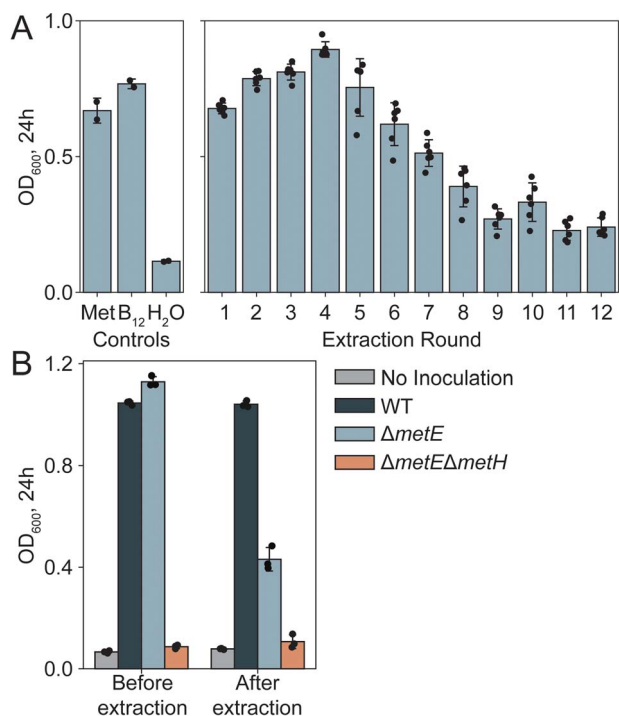 A
OD600, 24h
1.0
0.5
0.0
Met B12 H2O
Controls
1 2 3 4 5 6 7 8 9 10 11 12
Extraction Round
B
OD600, 24h
1.2
0.8
0.4
0.0
Before
extraction
After
extraction
No Inoculation
WT
ΔmetE
ΔmetEΔmetH